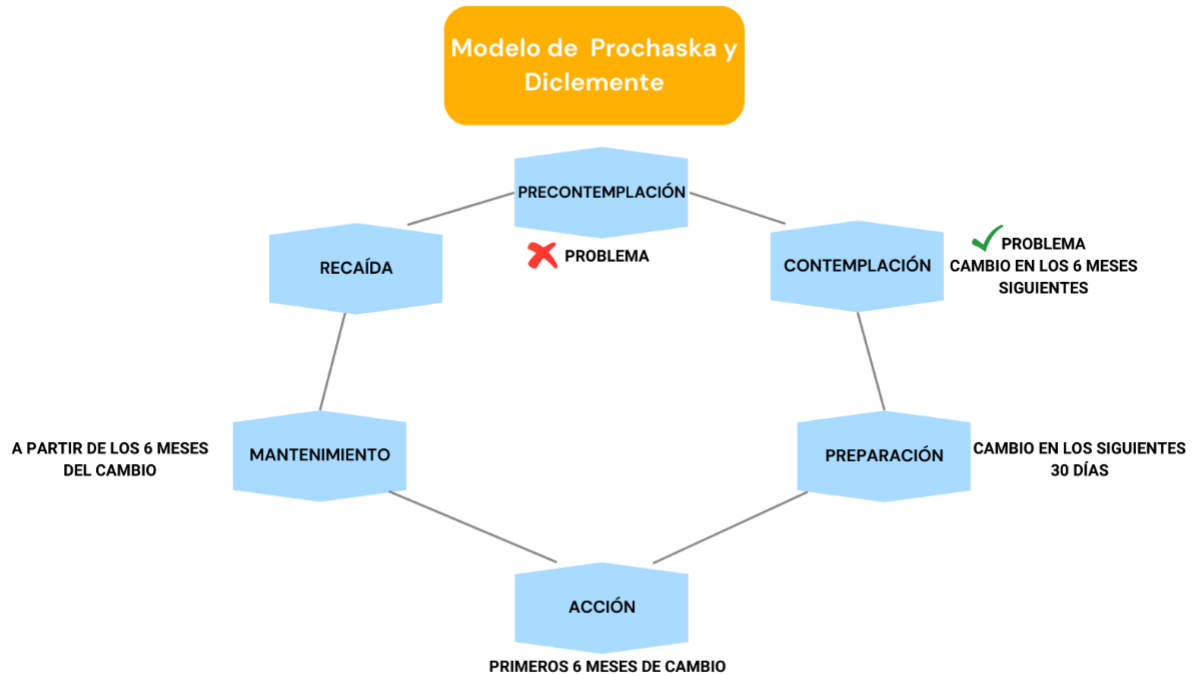 Modelo de Prochaska y
Diclemente
PRECONTEMPLACIÓN
PROBLEMA
RECAÍDA
CONTEMPLACIÓN
PROBLEMA
CAMBIO EN LOS 6 MESES
SIGUIENTES
A PARTIR DE LOS 6 MESES
DEL CAMBIO
MANTENIMIENTO
PREPARACIÓN
CAMBIO EN LOS SIGUIENTES
30 DÍAS
ACCIÓN
PRIMEROS 6 MESES DE CAMBIO